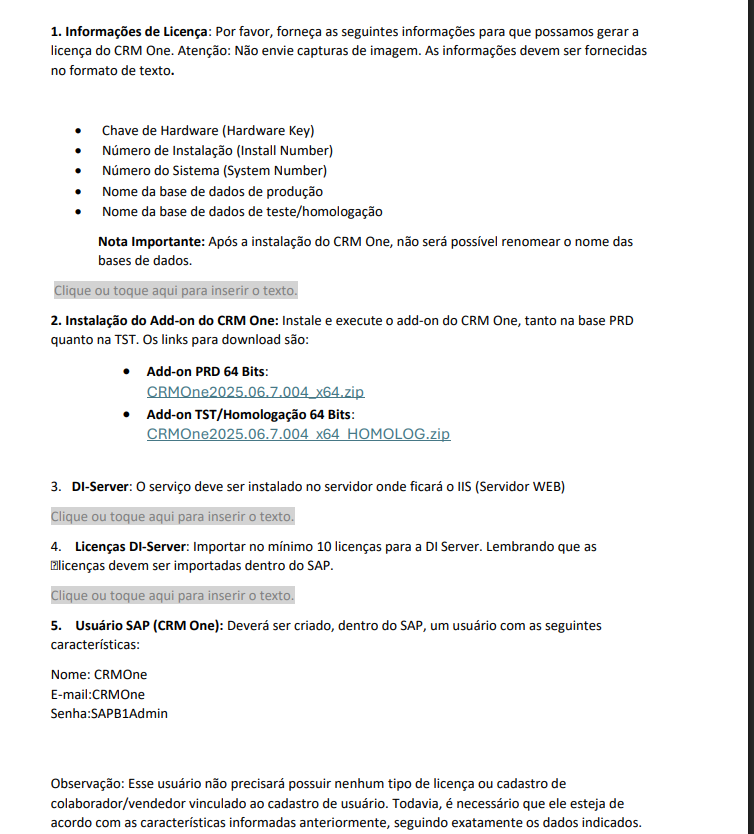 1. Informações de Licença: Por favor, forneça as seguintes informações para que possamos gerar a
licença do CRM One. Atenção: Não envie capturas de imagem. As informações devem ser fornecidas
no formato de texto.
• Chave de Hardware (Hardware Key)
• Número de Instalação (Install Number)
• Número do Sistema (System Number)
• Nome da base de dados de produção
• Nome da base de dados de teste/homologação
Nota Importante: Após a instalação do CRM One, não será possível renomear o nome das
bases de dados.
Clique ou toque aqui para inserir o texto.
2. Instalação do Add-on do CRM One: Instale e execute o add-on do CRM One, tanto na base PRD
quanto na TST. Os links para download são:
• Add-on PRD 64 Bits:
CRMOne2025.06.7.004_x64.zip
• Add-on TST/Homologação 64 Bits:
CRMOne2025.06.7.004_x64_HOMOLOG.zip
3. DI-Server: O serviço deve ser instalado no servidor onde ficará o IIS (Servidor WEB)
Clique ou toque aqui para inserir o texto.
4. Licenças DI-Server: Importar no mínimo 10 licenças para a DI Server. Lembrando que as
licenças devem ser importadas dentro do SAP.
Clique ou toque aqui para inserir o texto.
5. Usuário SAP (CRM One): Deverá ser criado, dentro do SAP, um usuário com as seguintes
características:
Nome: CRMOne
E-mail:CRMOne
Senha:SAPB1Admin
Observação: Esse usuário não precisará possuir nenhum tipo de licença ou cadastro de
colaborador/vendedor vinculado ao cadastro de usuário. Todavia, é necessário que ele esteja de
acordo com as características informadas anteriormente, seguindo exatamente os dados indicados.